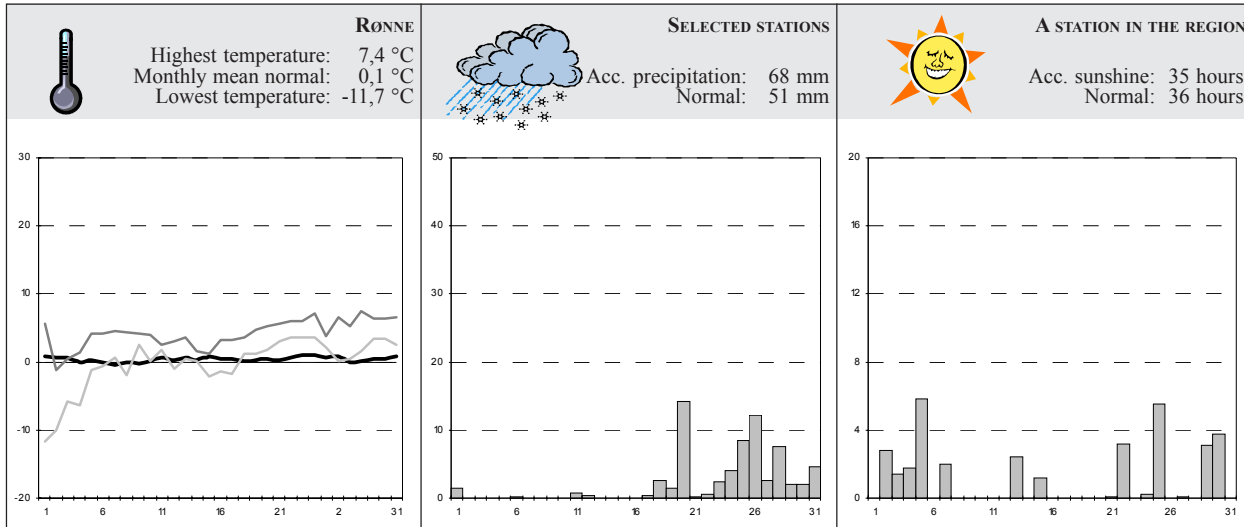 RØNNE
Highest temperature: 7,4 °C
Monthly mean normal: 0,1 °C
Lowest temperature: -11,7 °C
SELECTED STATIONS
Acc. precipitation: 68 mm
Normal: 51 mm
A STATION IN THE REGION
Acc. sunshine: 35 hours
Normal: 36 hours
30
20
10
0
-10
-20
1 6 11 16 21 2 31
50
40
30
20
10
0
1 6 11 16 21 26 31
20
16
12
8
4
0
1 6 11 16 21 26 31